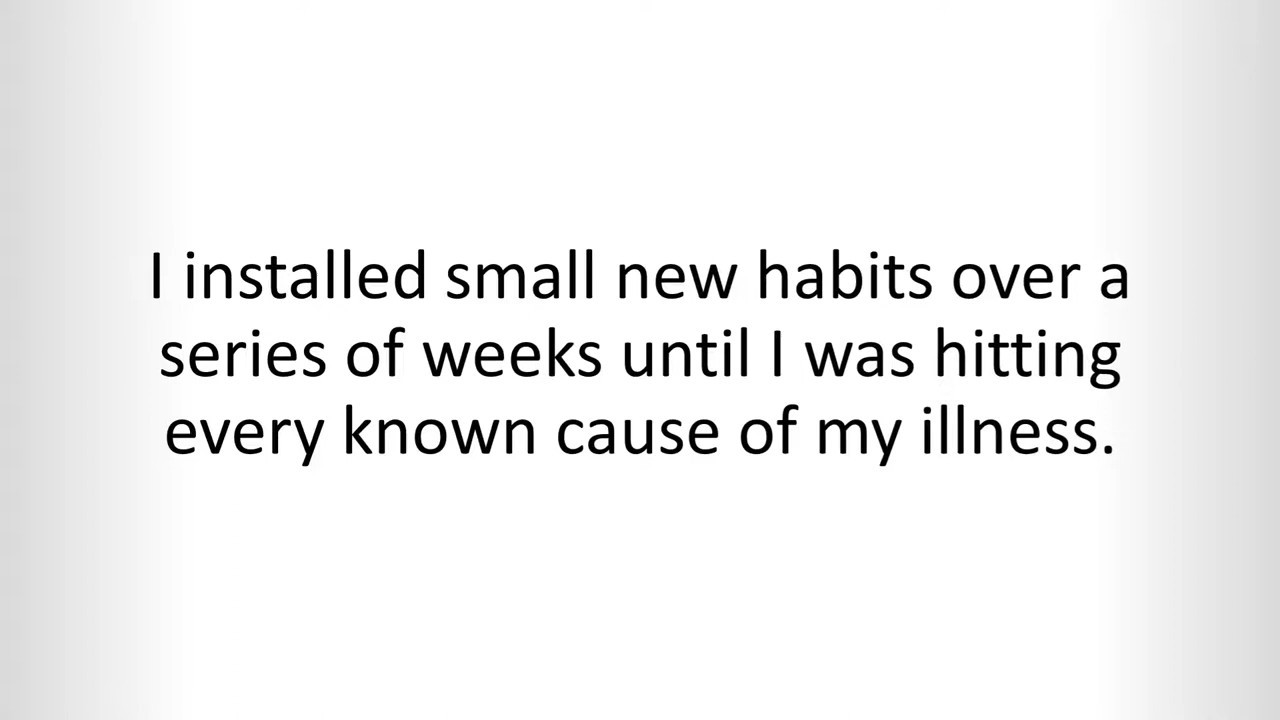 I installed small new habits over a
series of weeks until I was hitting
every known cause of my illness.